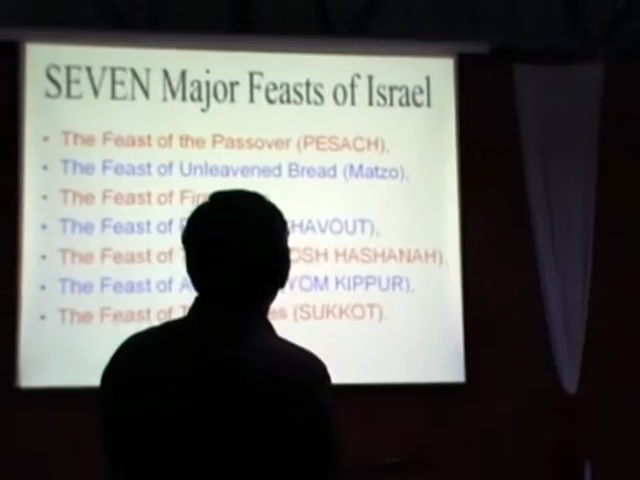 SEVEN Major Feasts of Israel
• The Feast of the Passover (PESACH),
• The Feast of Unleavened Bread (Matzo),
• The Feast of
• The Feast of HAVOUT),
• The Feast of OSH HASHANAH),
• The Feast of YOM KIPPUR).
• The Feast of (SUKKOT).